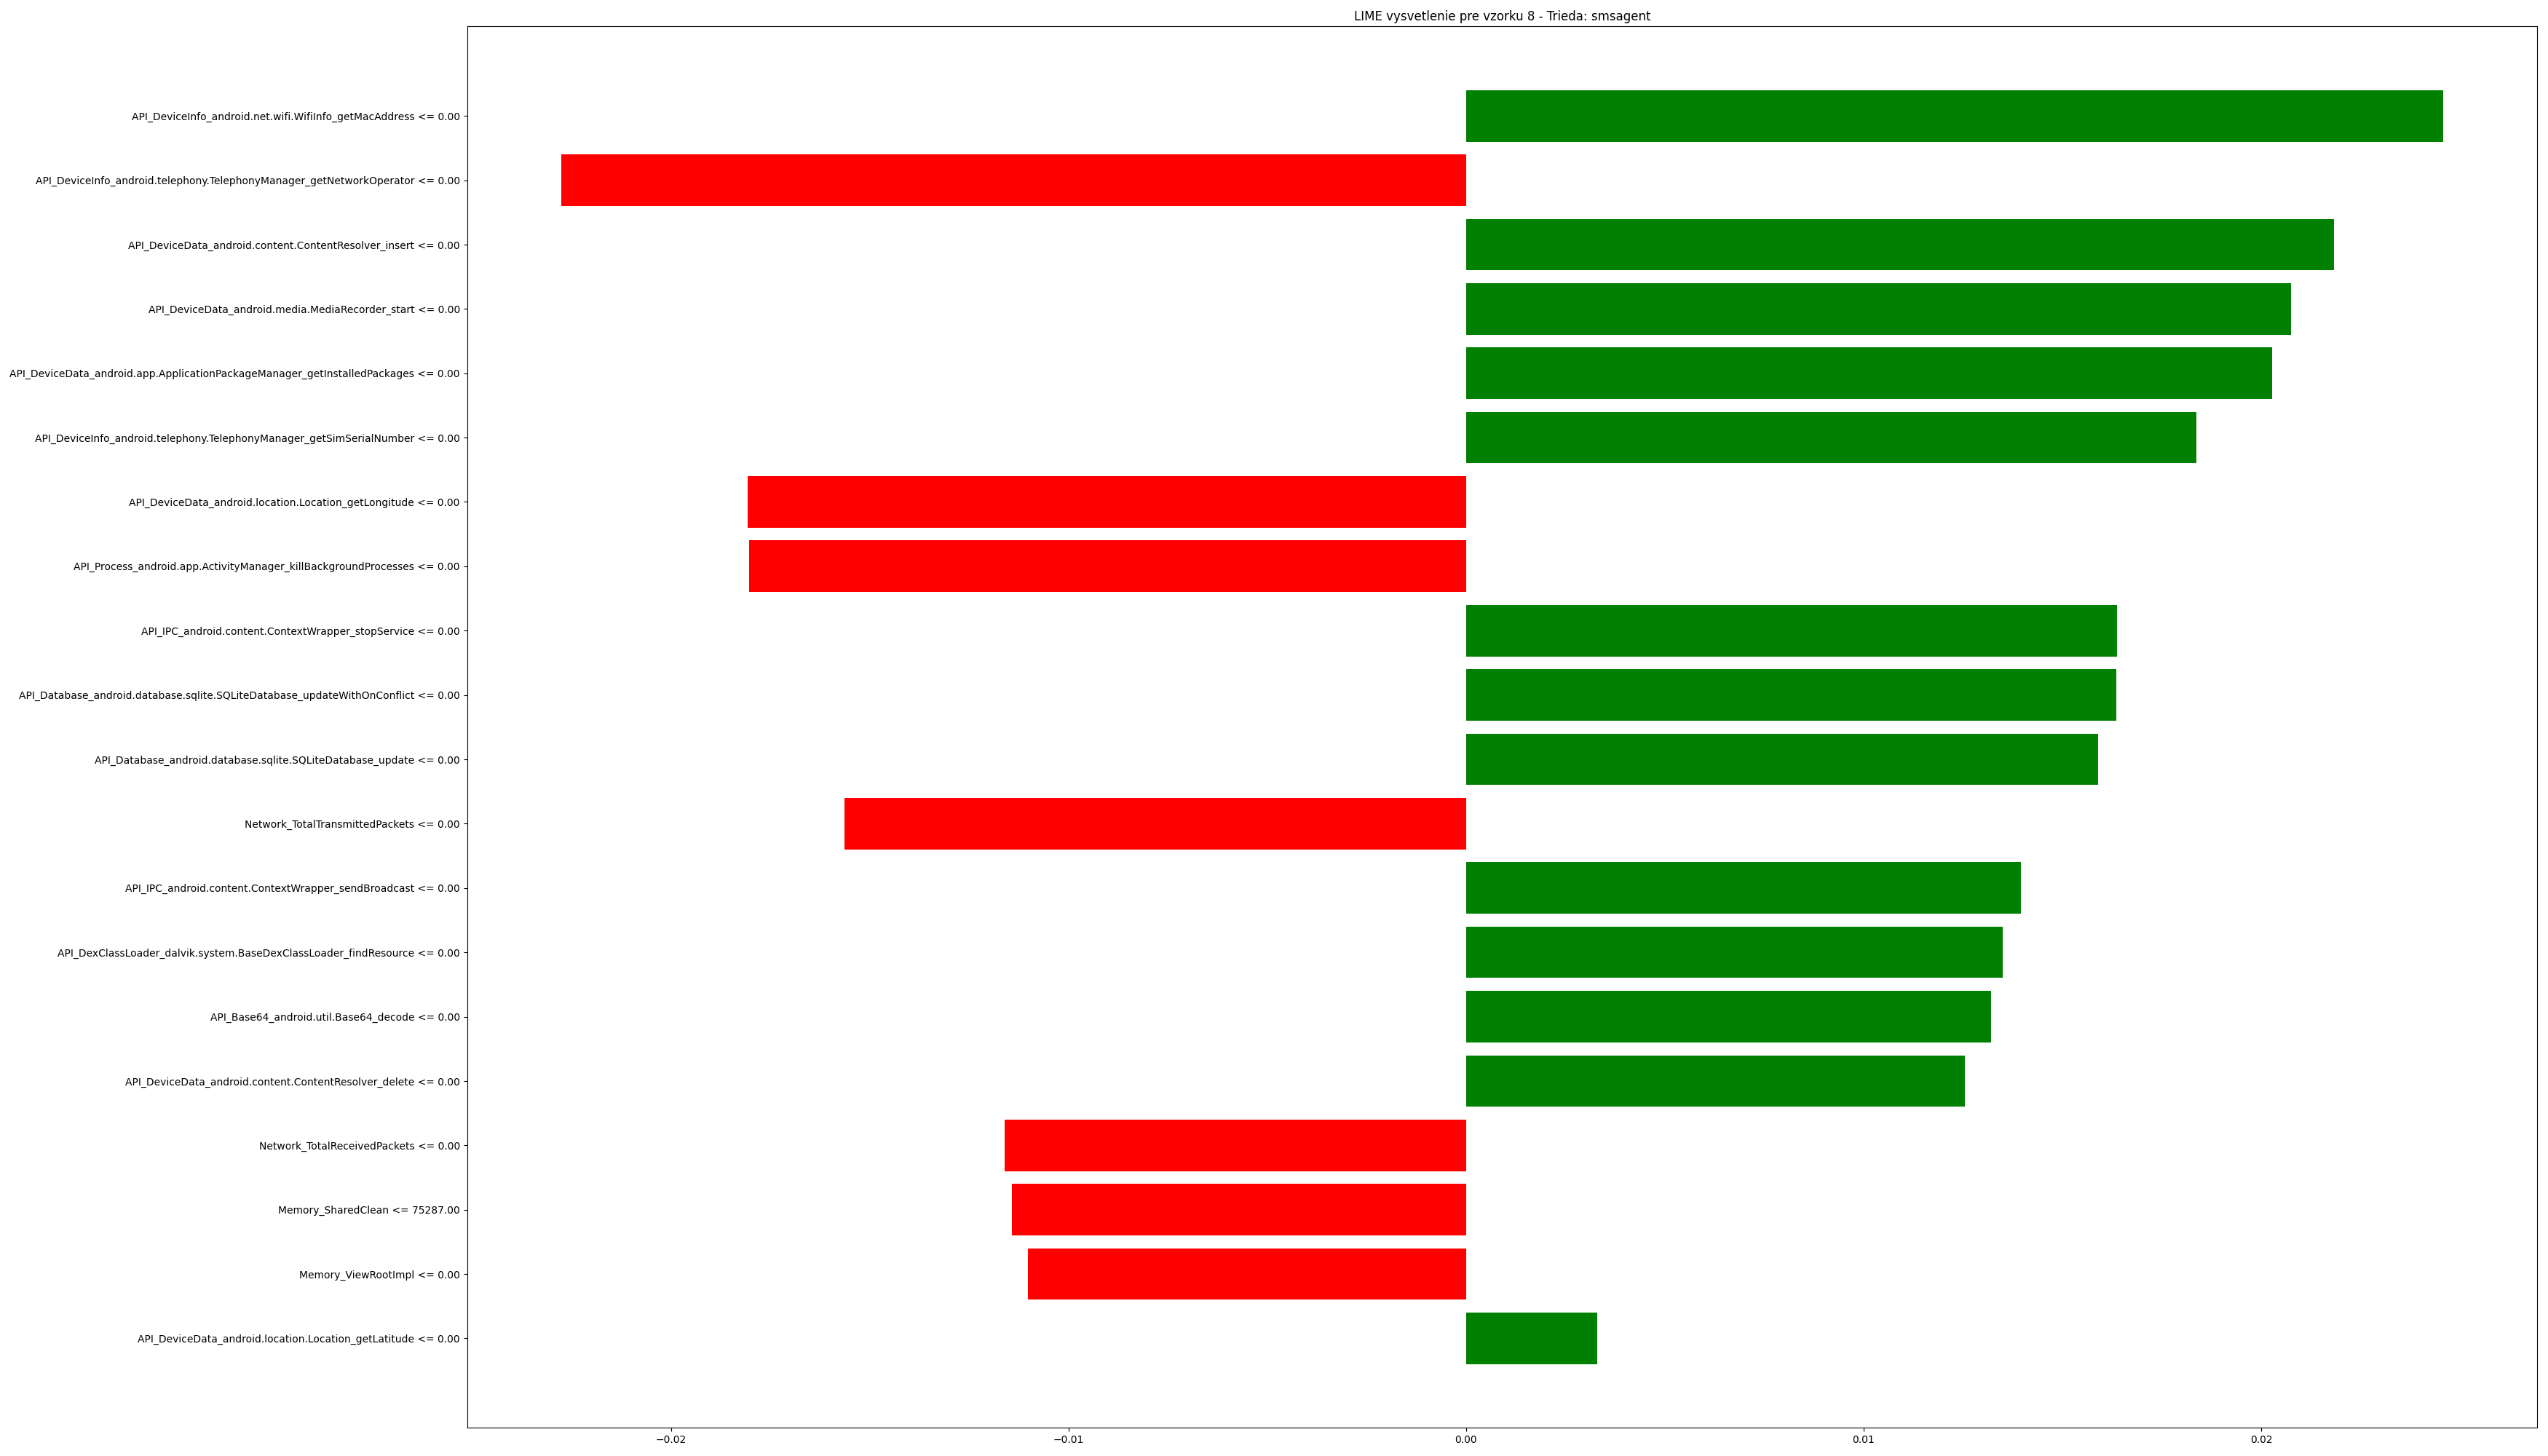 LIME vysvetlenie pre vzorku 8 - Trieda: smsagent
API_DeviceInfo_android.net.wifi.WifiInfo_getMacAddress <= 0.00
API_DeviceInfo_android.telephony.TelephonyManager_getNetworkOperator <= 0.00
API_DeviceData_android.content.ContentResolver_insert <= 0.00
API_DeviceData_android.media.MediaRecorder_start <= 0.00
API_DeviceData_android.app.ApplicationPackageManager_getInstalledPackages <= 0.00
API_DeviceInfo_android.telephony.TelephonyManager_getSimSerialNumber <= 0.00
API_DeviceData_android.location.Location_getLongitude <= 0.00
API_Process_android.app.ActivityManager_killBackgroundProcesses <= 0.00
API_IPC_android.content.ContextWrapper_stopService <= 0.00
API_Database_android.database.sqlite.SQLiteDatabase_updateWithOnConflict <= 0.00
API_Database_android.database.sqlite.SQLiteDatabase_update <= 0.00
Network_TotalTransmittedPackets <= 0.00
API_IPC_android.content.ContextWrapper_sendBroadcast <= 0.00
API_DexClassLoader_dalvik.system.BaseDexClassLoader_findResource <= 0.00
API_Base64_android.util.Base64_decode <= 0.00
API_DeviceData_android.content.ContentResolver_delete <= 0.00
Network_TotalReceivedPackets <= 0.00
Memory_SharedClean <= 75287.00
Memory_ViewRootImpl <= 0.00
API_DeviceData_android.location.Location_getLatitude <= 0.00
−0.02 −0.01 0.00 0.01 0.02